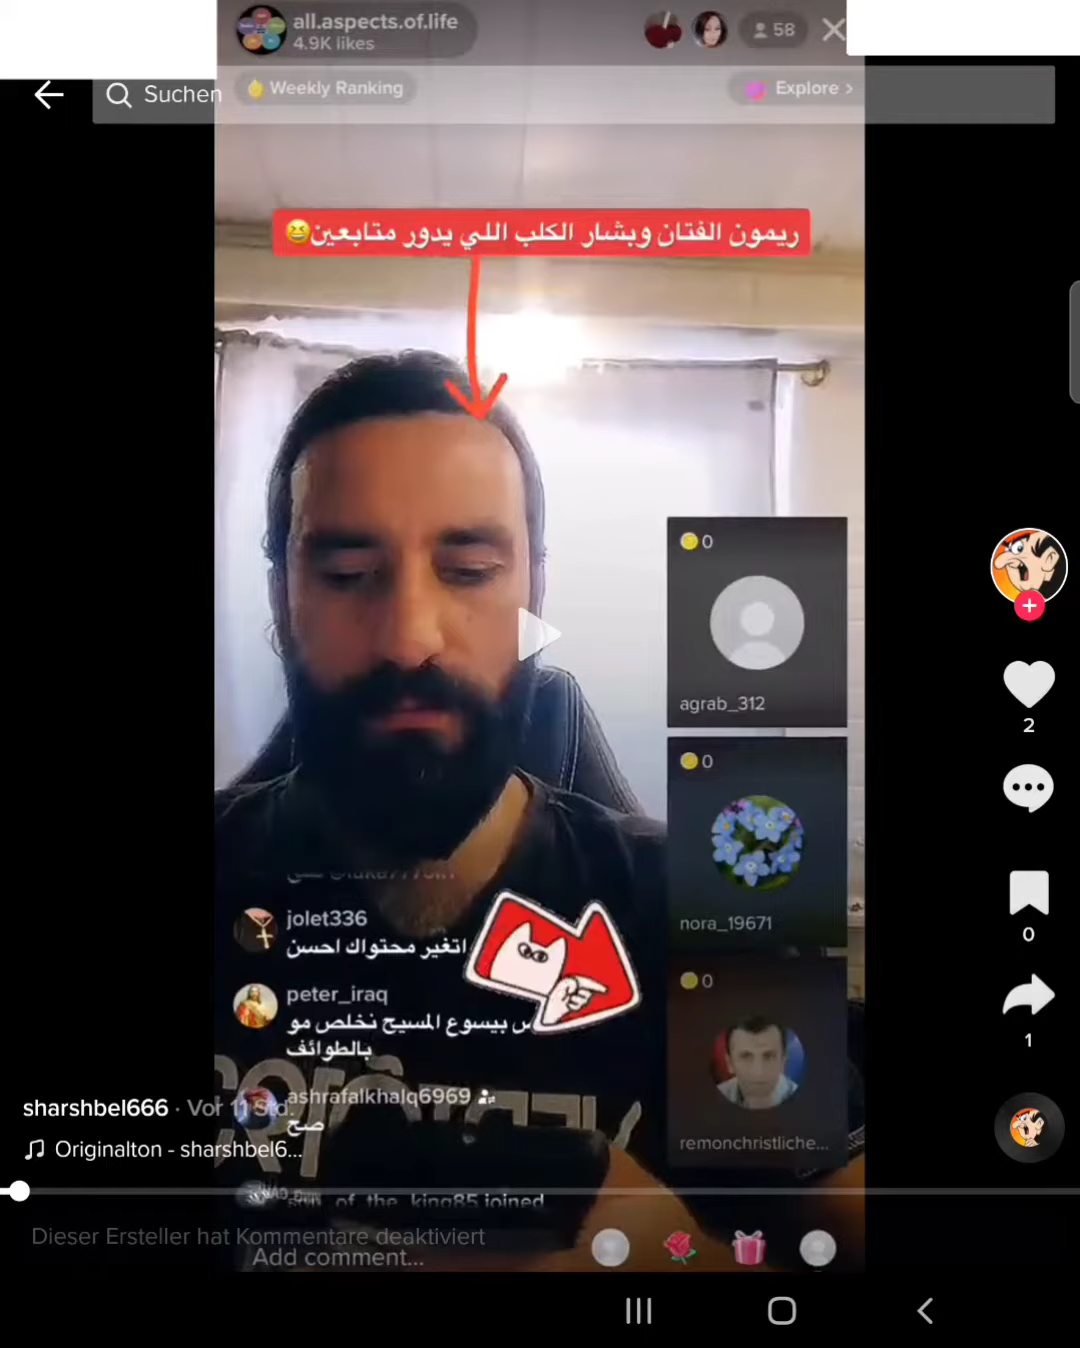 all.aspects.of.life
4.9K likes
58
Suchen
Weekly Ranking
Explore >
ريمون الفتان وبشار الكلب اللي يدور متابعين😆
0
agrab_312
0
nora_19671
0
remonchristliche...
jolet336
اتغير محتواك احسن
peter_iraq
بيسوع المسيح نخلص مو
بالطوائف
ashrafalkhalq6969
صح
of_the_king85 joined
2
0
1
sharshbel666 · Vor 11 Std.
Originalton - sharshbel6...
Dieser Ersteller hat Kommentare deaktiviert
Add comment...